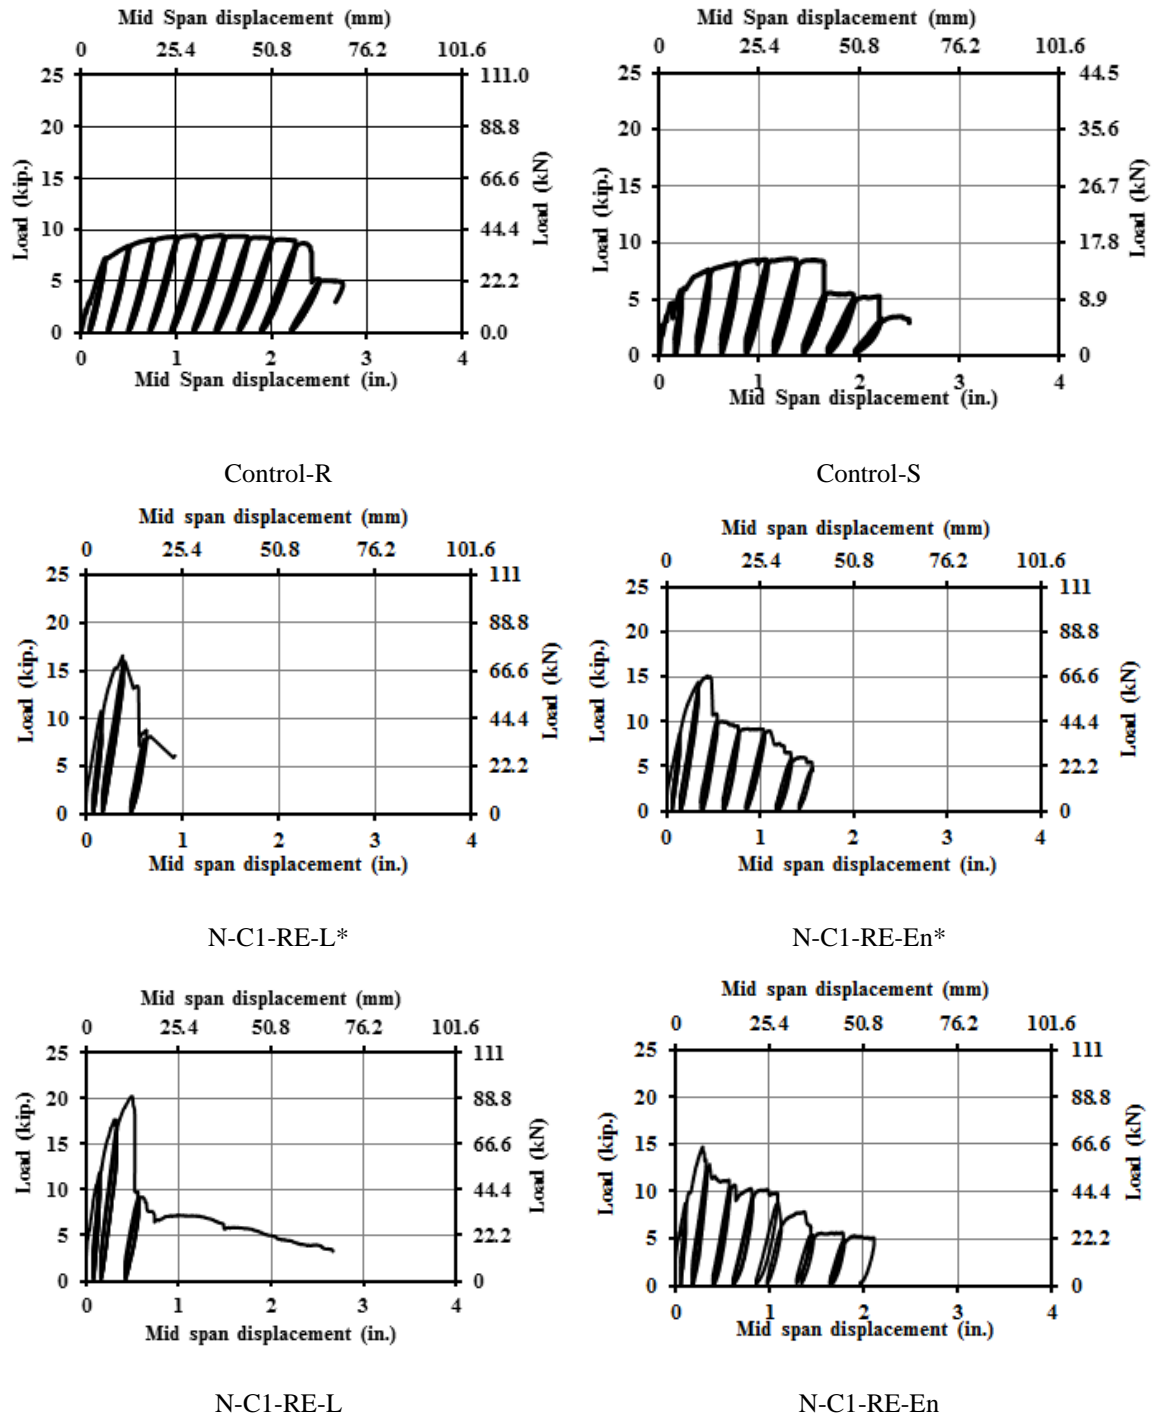 Mid Span displacement (mm)
0 25.4 50.8 76.2 101.6
25 111.0
20 88.8
15 66.6
10 44.4
5 22.2
0 0.0
0 1 2 3 4
Mid Span displacement (in.)
Load (kip.)
Load (kN)
Control-R
Mid Span displacement (mm)
0 25.4 50.8 76.2 101.6
25 44.5
20 35.6
15 26.7
10 17.8
5 8.9
0 0
0 1 2 3 4
Mid Span displacement (in.)
Load (kip.)
Load (kN)
Control-S
Mid span displacement (mm)
0 25.4 50.8 76.2 101.6
25 111
20 88.8
15 66.6
10 44.4
5 22.2
0 0
0 1 2 3 4
Mid span displacement (in.)
Load (kip.)
Load (kN)
N-C1-RE-L*
Mid span displacement (mm)
0 25.4 50.8 76.2 101.6
25 111
20 88.8
15 66.6
10 44.4
5 22.2
0 0
0 1 2 3 4
Mid span displacement (in.)
Load (kip.)
Load (kN)
N-C1-RE-En*
Mid span displacement (mm)
0 25.4 50.8 76.2 101.6
25 111
20 88.8
15 66.6
10 44.4
5 22.2
0 0
0 1 2 3 4
Mid span displacement (in.)
Load (kip.)
Load (kN)
N-C1-RE-L
Mid span displacement (mm)
0 25.4 50.8 76.2 101.6
25 111
20 88.8
15 66.6
10 44.4
5 22.2
0 0
0 1 2 3 4
Mid span displacement (in.)
Load (kip.)
Load (kN)
N-C1-RE-En